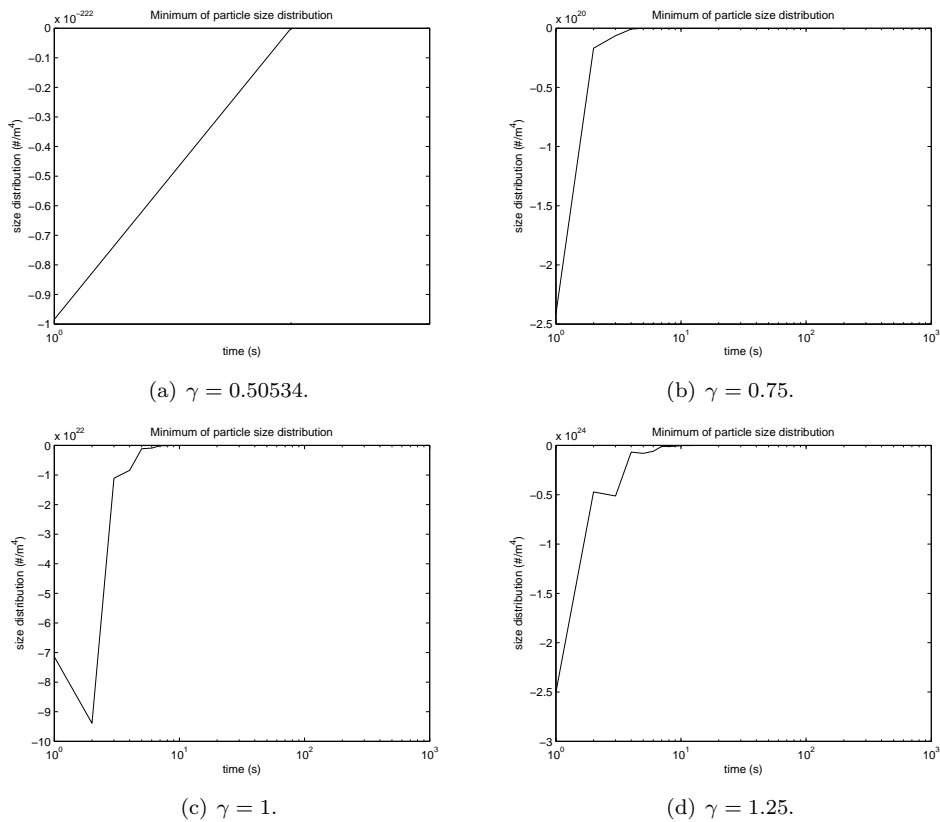 Minimum of particle size distribution
x 10^-222
0
−0.1
−0.2
−0.3
−0.4
−0.5
−0.6
−0.7
−0.8
−0.9
−1
size distribution (#/m^4)
10^0
time (s)
(a) γ = 0.50534.
Minimum of particle size distribution
x 10^20
0
−0.5
−1
−1.5
−2
−2.5
size distribution (#/m^4)
10^0 10^1 10^2 10^3
time (s)
(b) γ = 0.75.
Minimum of particle size distribution
x 10^22
0
−1
−2
−3
−4
−5
−6
−7
−8
−9
−10
size distribution (#/m^4)
10^0 10^1 10^2 10^3
time (s)
(c) γ = 1.
Minimum of particle size distribution
x 10^24
0
−0.5
−1
−1.5
−2
−2.5
−3
size distribution (#/m^4)
10^0 10^1 10^2 10^3
time (s)
(d) γ = 1.25.